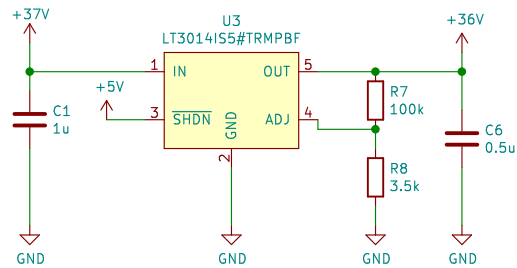 +37V
U3
LT3014IS5#TRMPBF
+36V
1
IN
OUT
5
+5V
R7
100k
C1
1u
3
SHDN
GND
ADJ
4
C6
0.5u
2
R8
3.5k
GND
GND
GND
GND